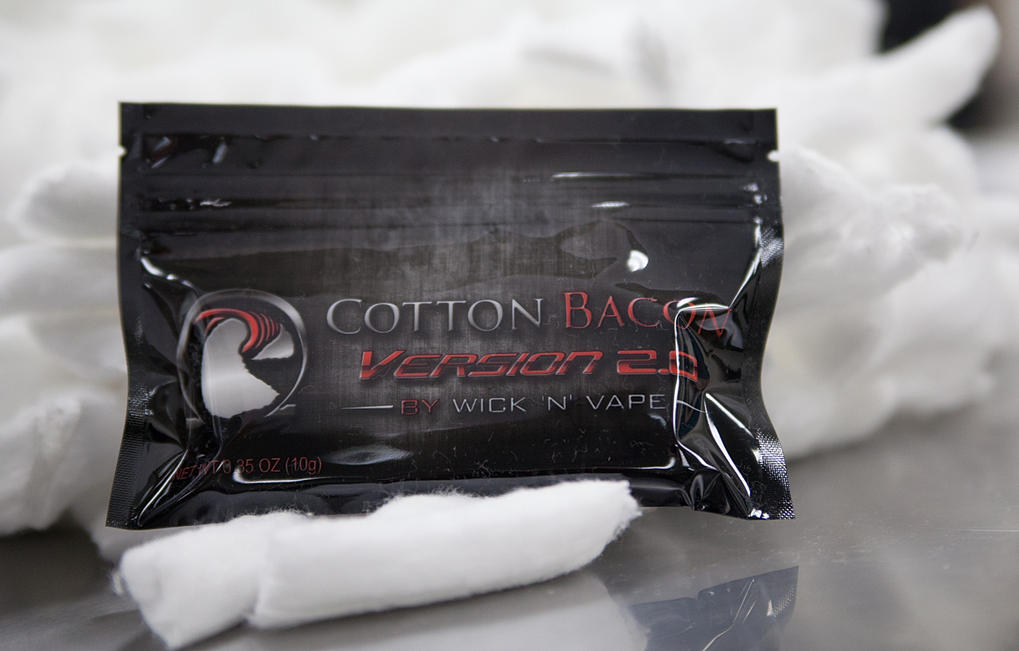 COTTON BACON
VERSION 2.0
BY WICK 'N' VAPE
NET WT 0.35 OZ (10g)